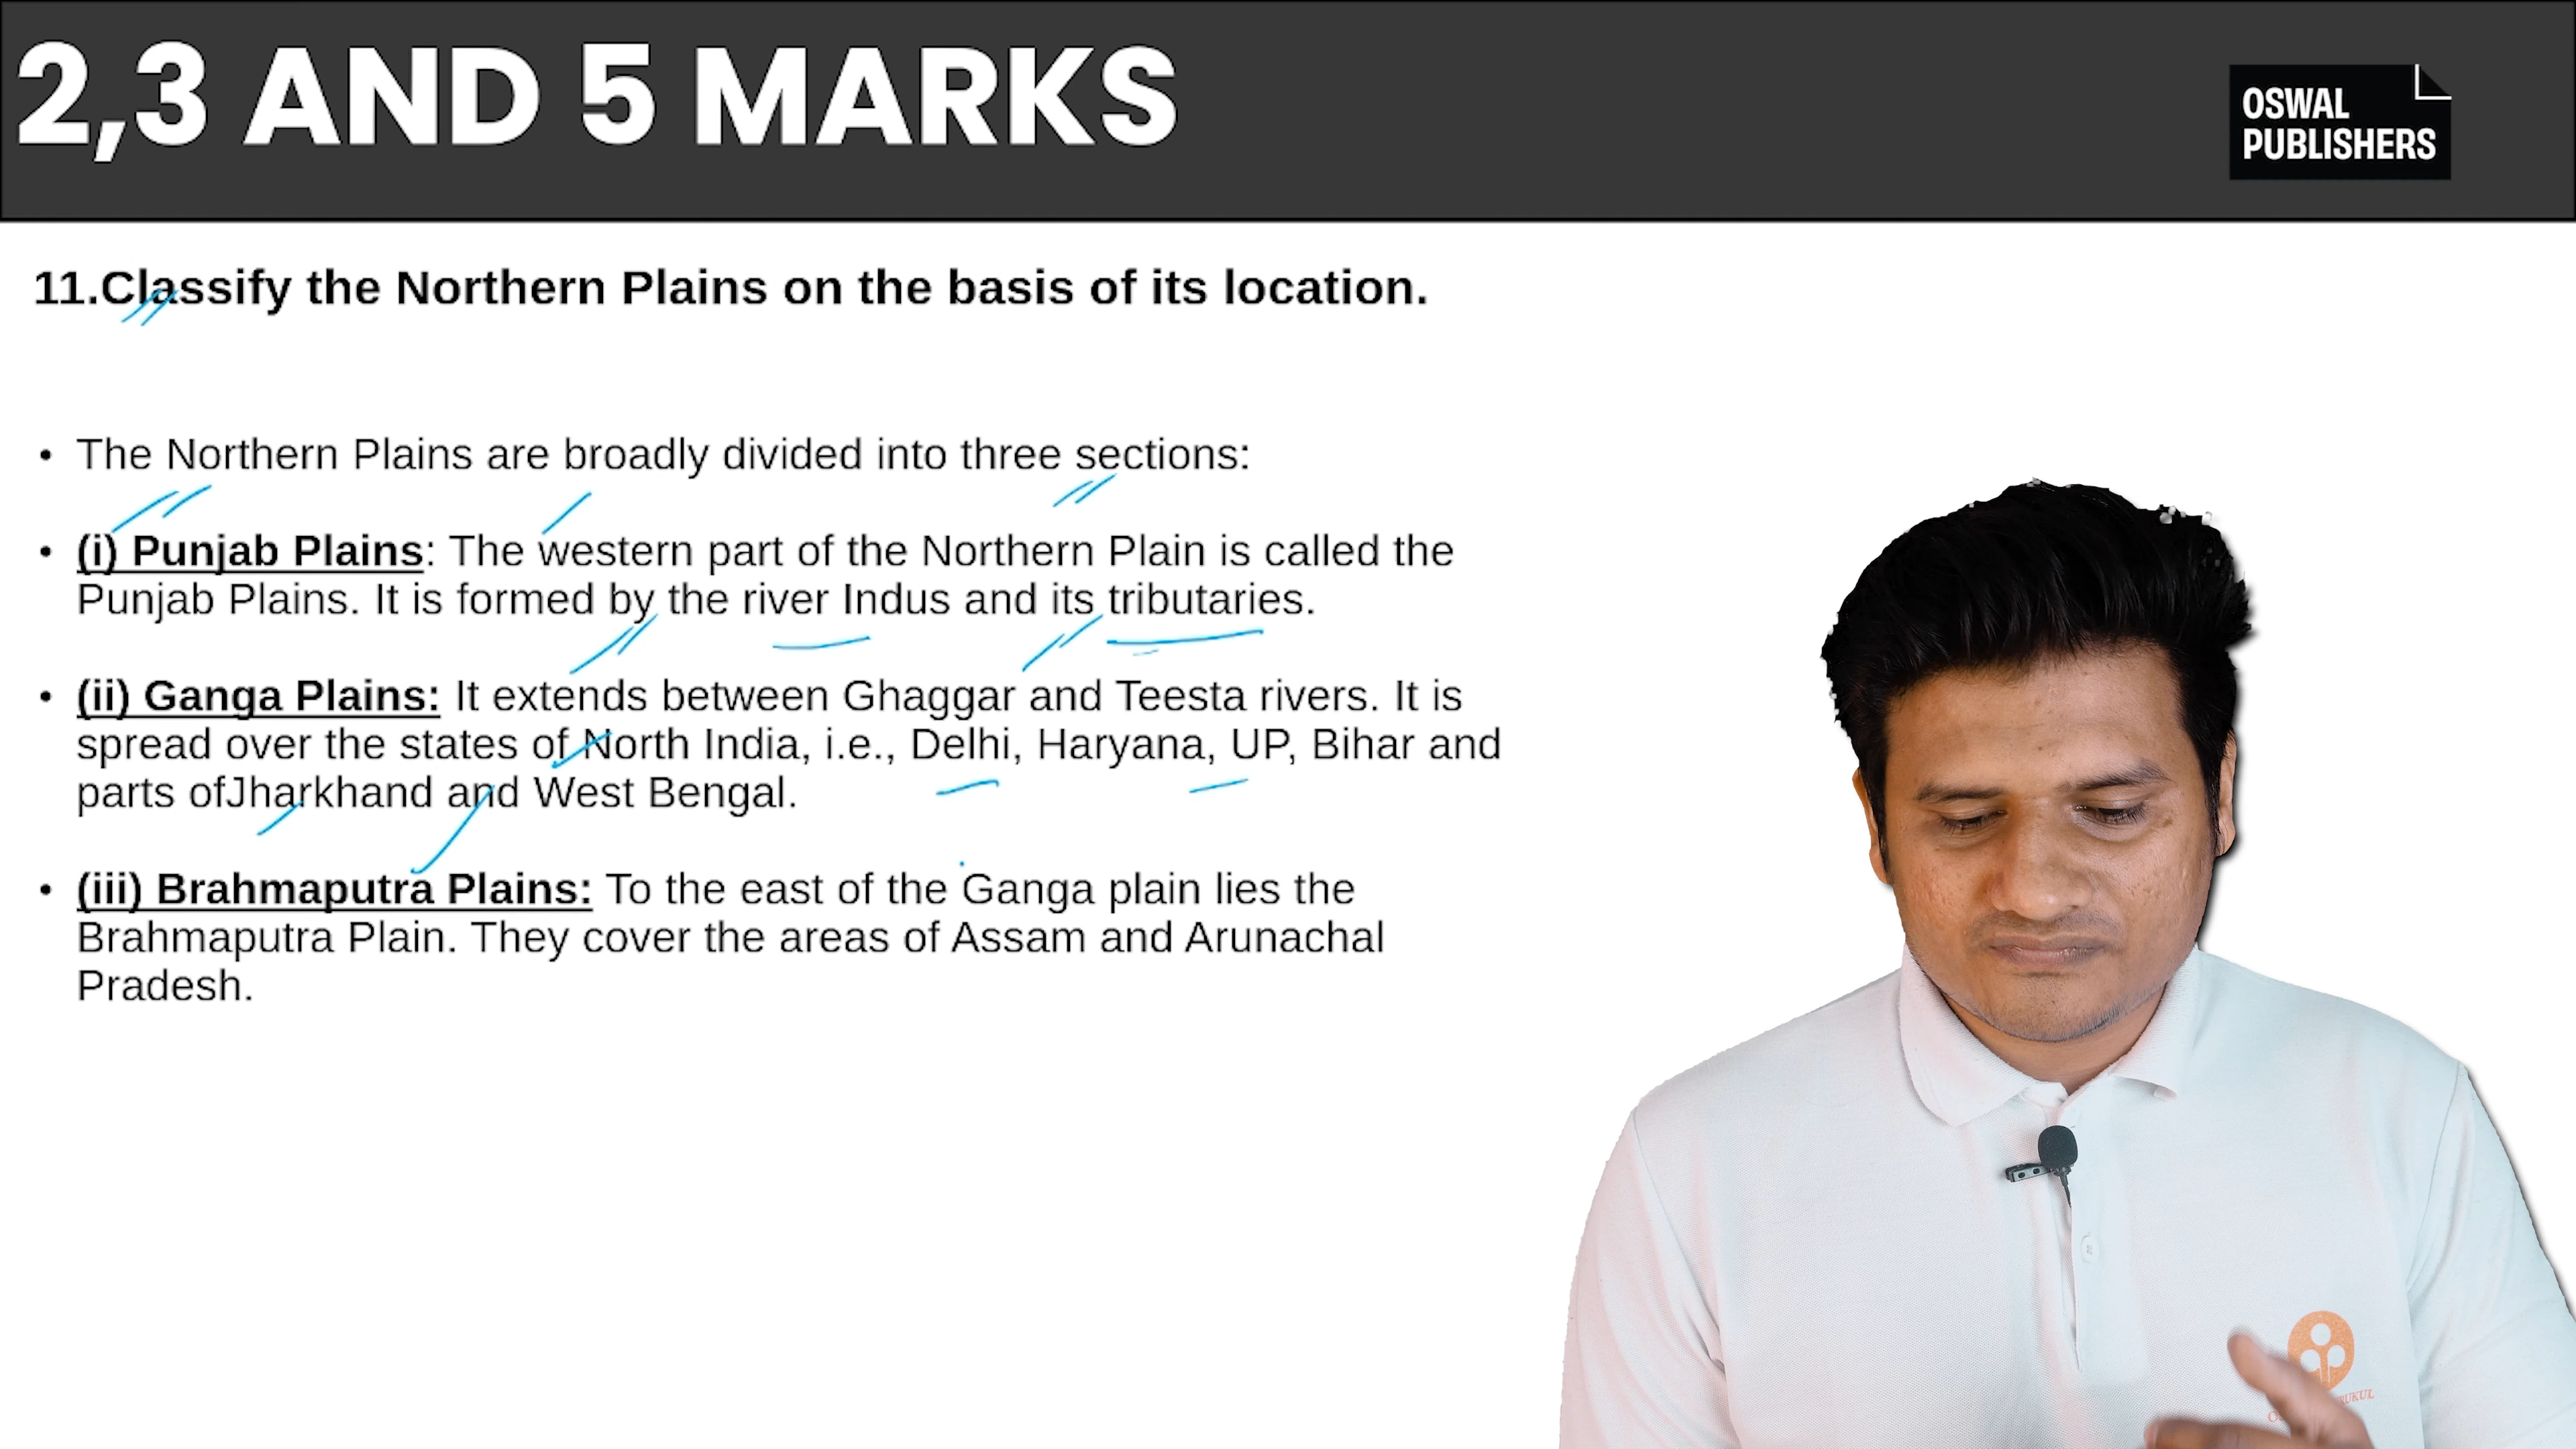 2,3 AND 5 MARKS
OSWAL
PUBLISHERS
11.Classify the Northern Plains on the basis of its location.
• The Northern Plains are broadly divided into three sections:
• (i) Punjab Plains: The western part of the Northern Plain is called the
Punjab Plains. It is formed by the river Indus and its tributaries.
• (ii) Ganga Plains: It extends between Ghaggar and Teesta rivers. It is
spread over the states of North India, i.e., Delhi, Haryana, UP, Bihar and
parts ofJharkhand and West Bengal.
• (iii) Brahmaputra Plains: To the east of the Ganga plain lies the
Brahmaputra Plain. They cover the areas of Assam and Arunachal
Pradesh.